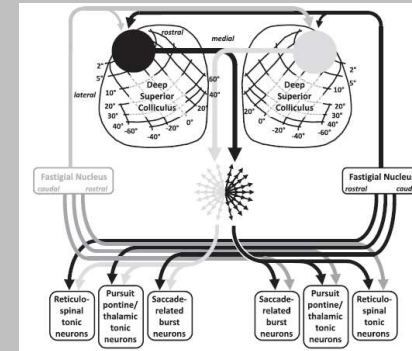 rostral
medial
lateral
2°
5°
10°
20°
30°
40°
-60°
-40°
-20°
0°
20°
40°
60°
Deep
Superior
Colliculus
Deep
Superior
Colliculus
2°
5°
10°
20°
30°
40°
-60°
-40°
-20°
0°
20°
40°
Fastigial Nucleus
caudal
rostral
Fastigial Nucleus
rostral
Reticulo-
spinal
tonic
neurons
Pursuit
pontine/
thalamic
tonic
neurons
Saccade-
related
burst
neurons
Saccade-
related
burst
neurons
Pursuit
pontine/
thalamic
tonic
neurons
Reticulo-
spinal
tonic
neurons